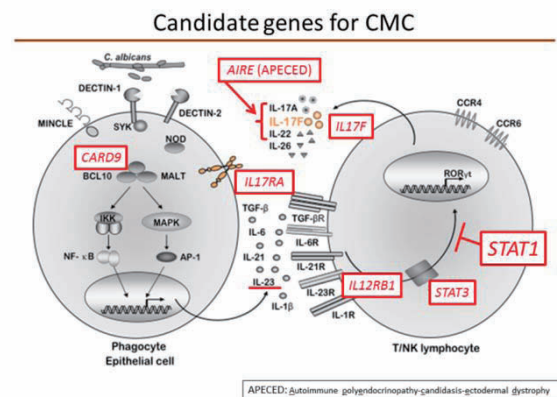 Candidate genes for CMC
C. albicans
DECTIN-1
DECTIN-2
MINCLE
SYK
NOD
CARD9
BCL10
MALT
IKK
MAPK
NF- κB
AP-1
Phagocyte
Epithelial cell
AIRE (APECED)
IL-17A
IL-17F
IL-22
IL-26
IL17F
IL17RA
TGF-β
IL-6
IL-21
IL-23
IL-1β
TGF-βR
IL-6R
IL-21R
IL-23R
IL-1R
IL12RB1
CCR4
CCR6
RORγt
STAT1
STAT3
T/NK lymphocyte
APECED: Autoimmune polyendocrinopathy-candidasis-ectodermal dystrophy